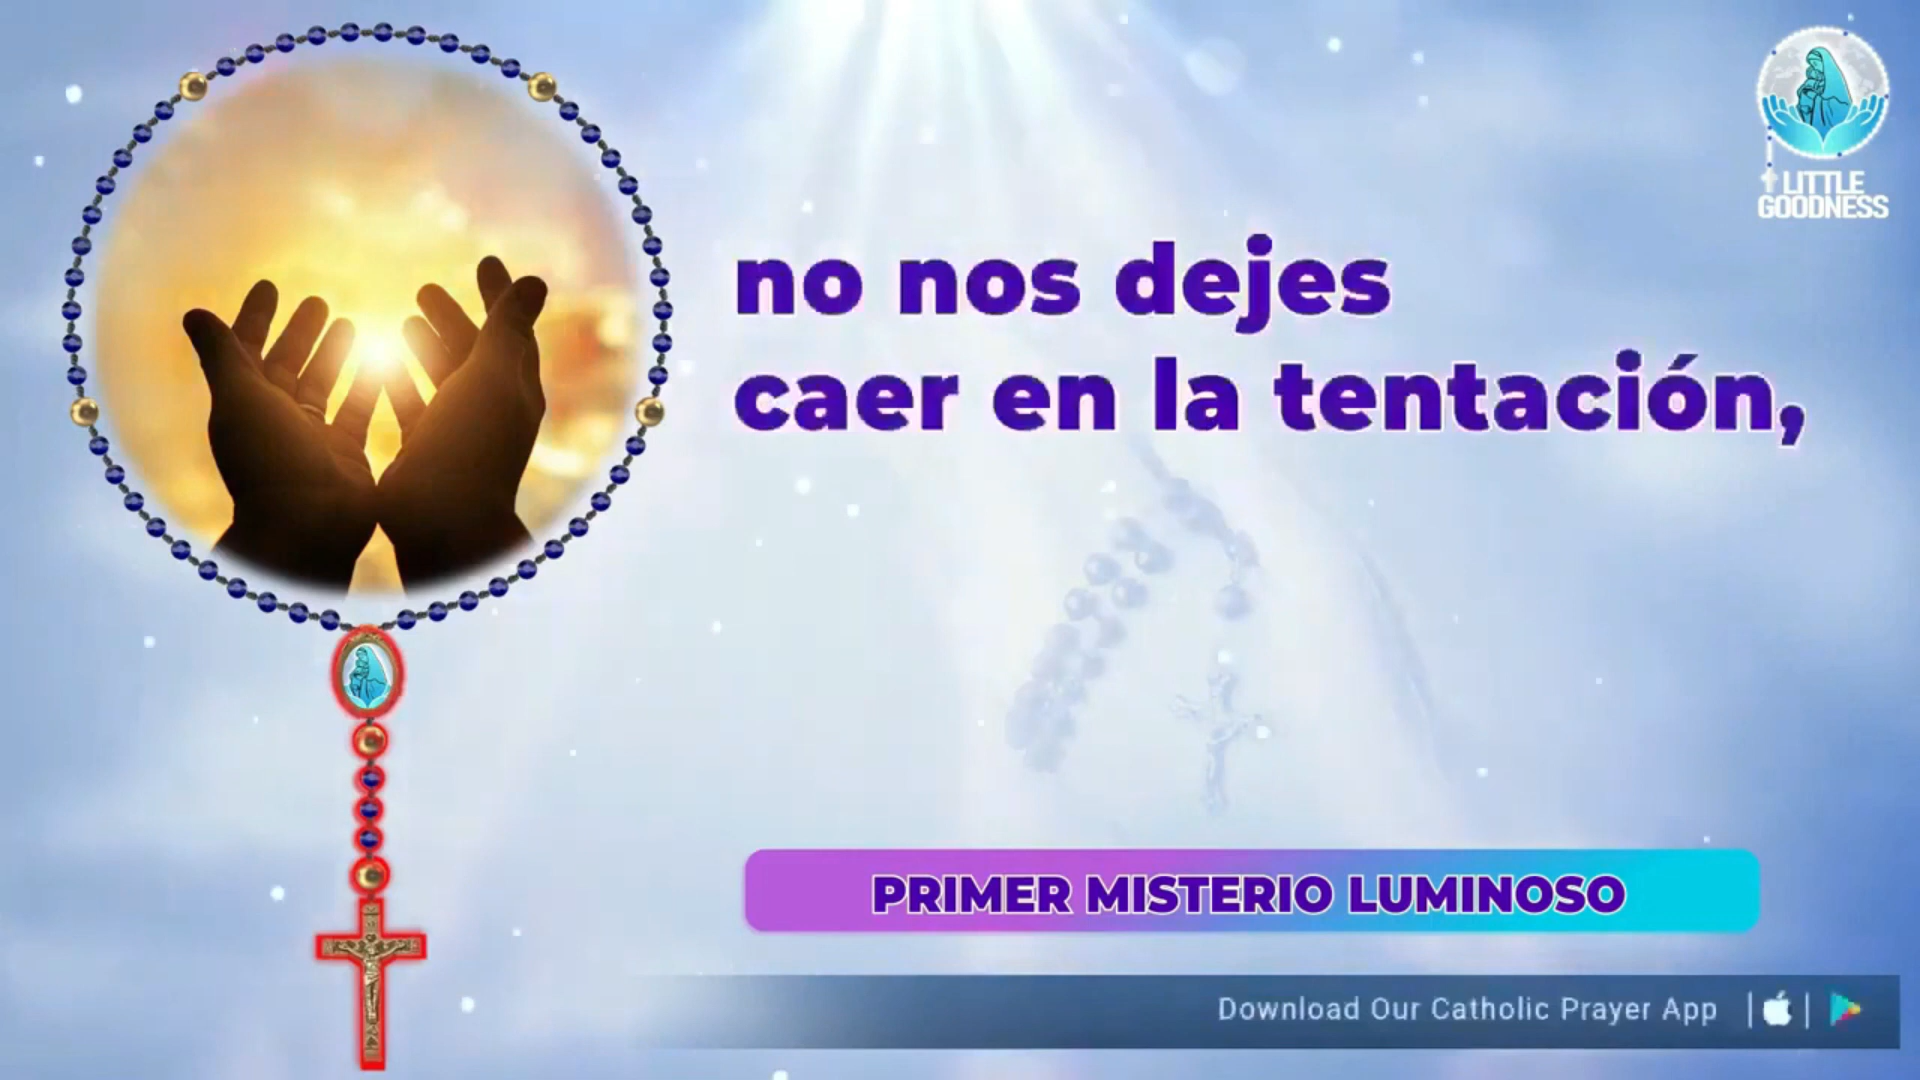 LITTLE
GOODNESS
no nos dejes
caer en la tentación,
PRIMER MISTERIO LUMINOSO
Download Our Catholic Prayer App